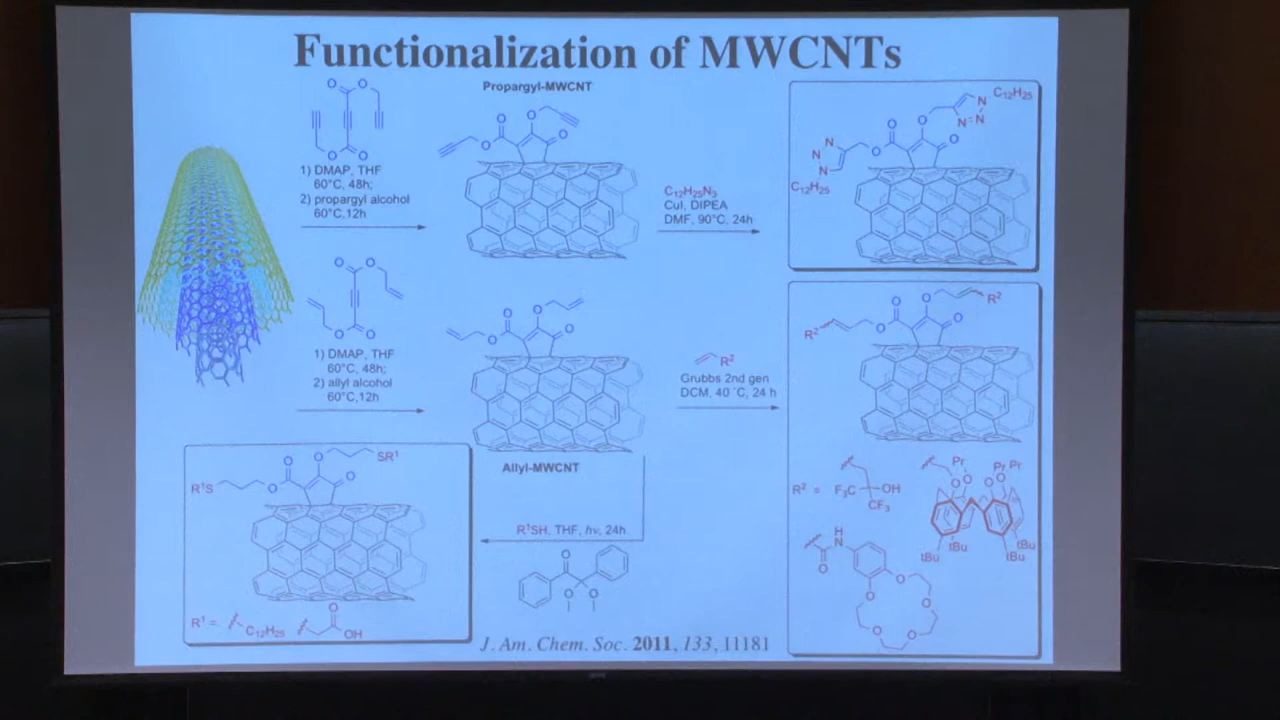 Functionalization of MWCNTs
Propargyl-MWCNT
1) DMAP, THF
60°C, 48h;
2) propargyl alcohol
60°C,12h
C₁₂H₂₅N₃
CuI, DIPEA
DMF, 90°C, 24h
C₁₂H₂₅
N
N=N
N
N
N
C₁₂H₂₅
1) DMAP, THF
60°C, 48h;
2) allyl alcohol
60°C,12h
R²
Grubbs 2nd gen
DCM, 40 °C, 24 h
R²
R²
Allyl-MWCNT
SR¹
R¹S
R¹SH, THF, hν, 24h
R¹ =
C₁₂H₂₅
OH
R² =
F₃C
OH
CF₃
Pr
Pr Pr
tBu
tBu
tBu
tBu
H
N
J. Am. Chem. Soc. 2011, 133, 11181